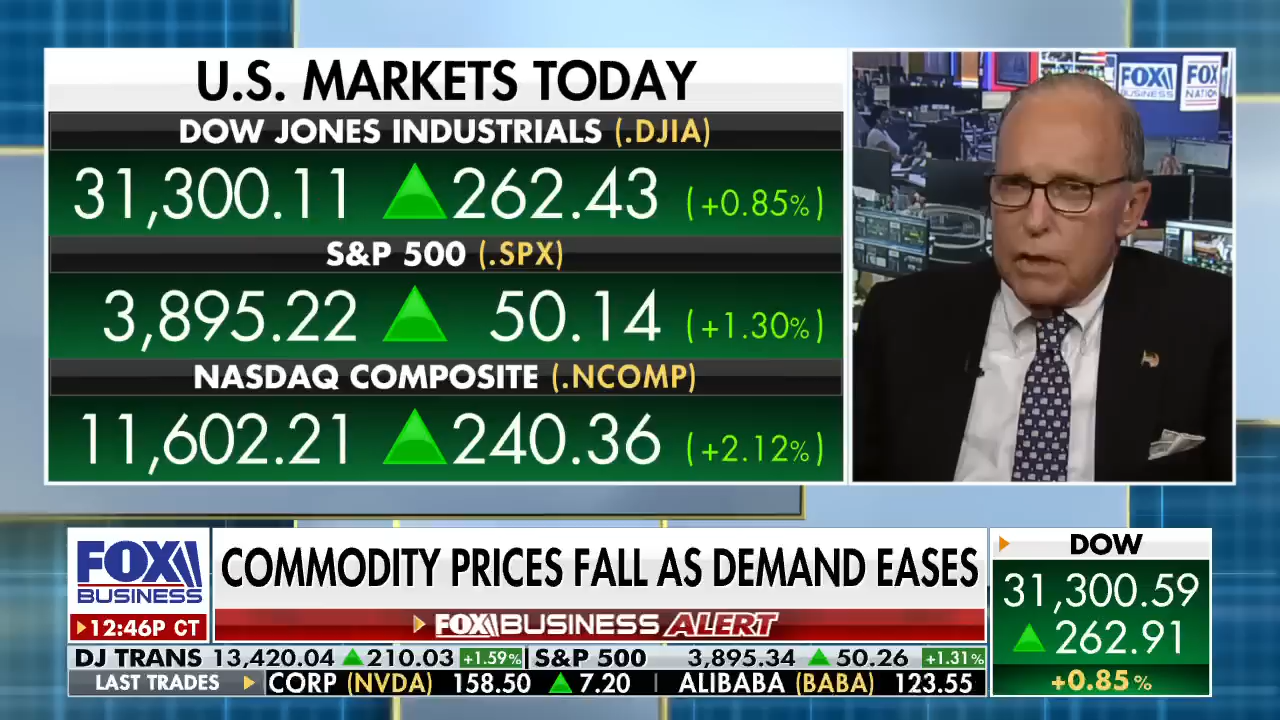 U.S. MARKETS TODAY
DOW JONES INDUSTRIALS (.DJIA)
31,300.11 ▲ 262.43 (+0.85%)
S&P 500 (.SPX)
3,895.22 ▲ 50.14 (+1.30%)
NASDAQ COMPOSITE (.NCOMP)
11,602.21 ▲ 240.36 (+2.12%)
FOX BUSINESS
FOX NATION
FOX
BUSINESS
12:46P CT
COMMODITY PRICES FALL AS DEMAND EASES
FOX BUSINESS ALERT
DOW
31,300.59
▲ 262.91
+0.85%
DJ TRANS 13,420.04 ▲ 210.03 +1.59% S&P 500 3,895.34 ▲ 50.26 +1.31%
LAST TRADES CORP (NVDA) 158.50 ▲ 7.20 | ALIBABA (BABA) 123.55